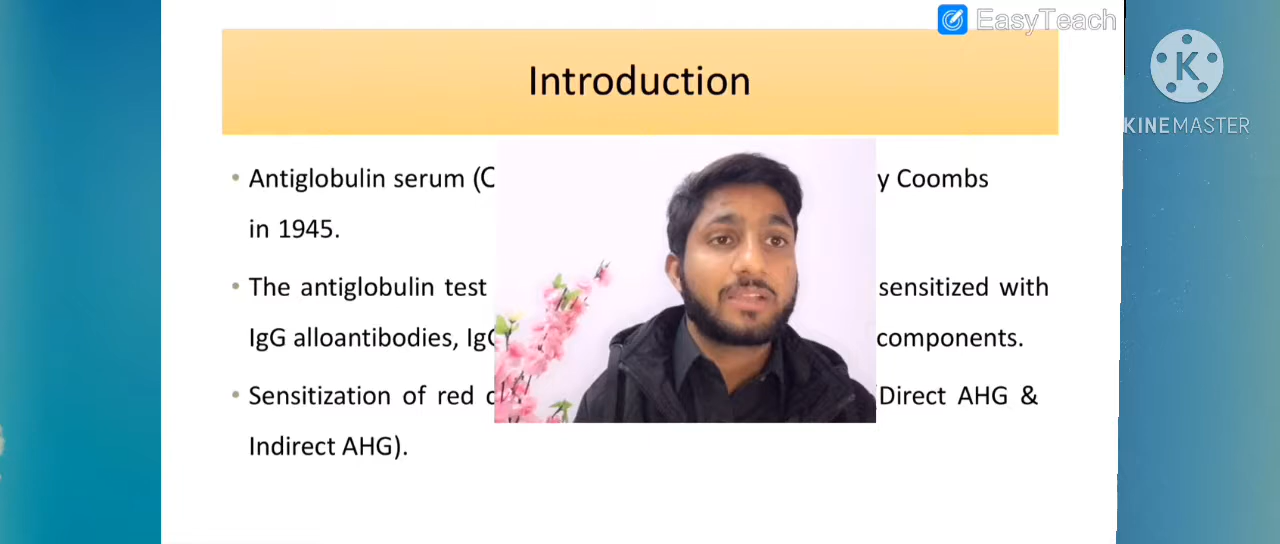 EasyTeach
K
KINEMASTER
Introduction
• Antiglobulin serum (C y Coombs
in 1945.
• The antiglobulin test sensitized with
IgG alloantibodies, Ig components.
• Sensitization of red Direct AHG &
Indirect AHG).